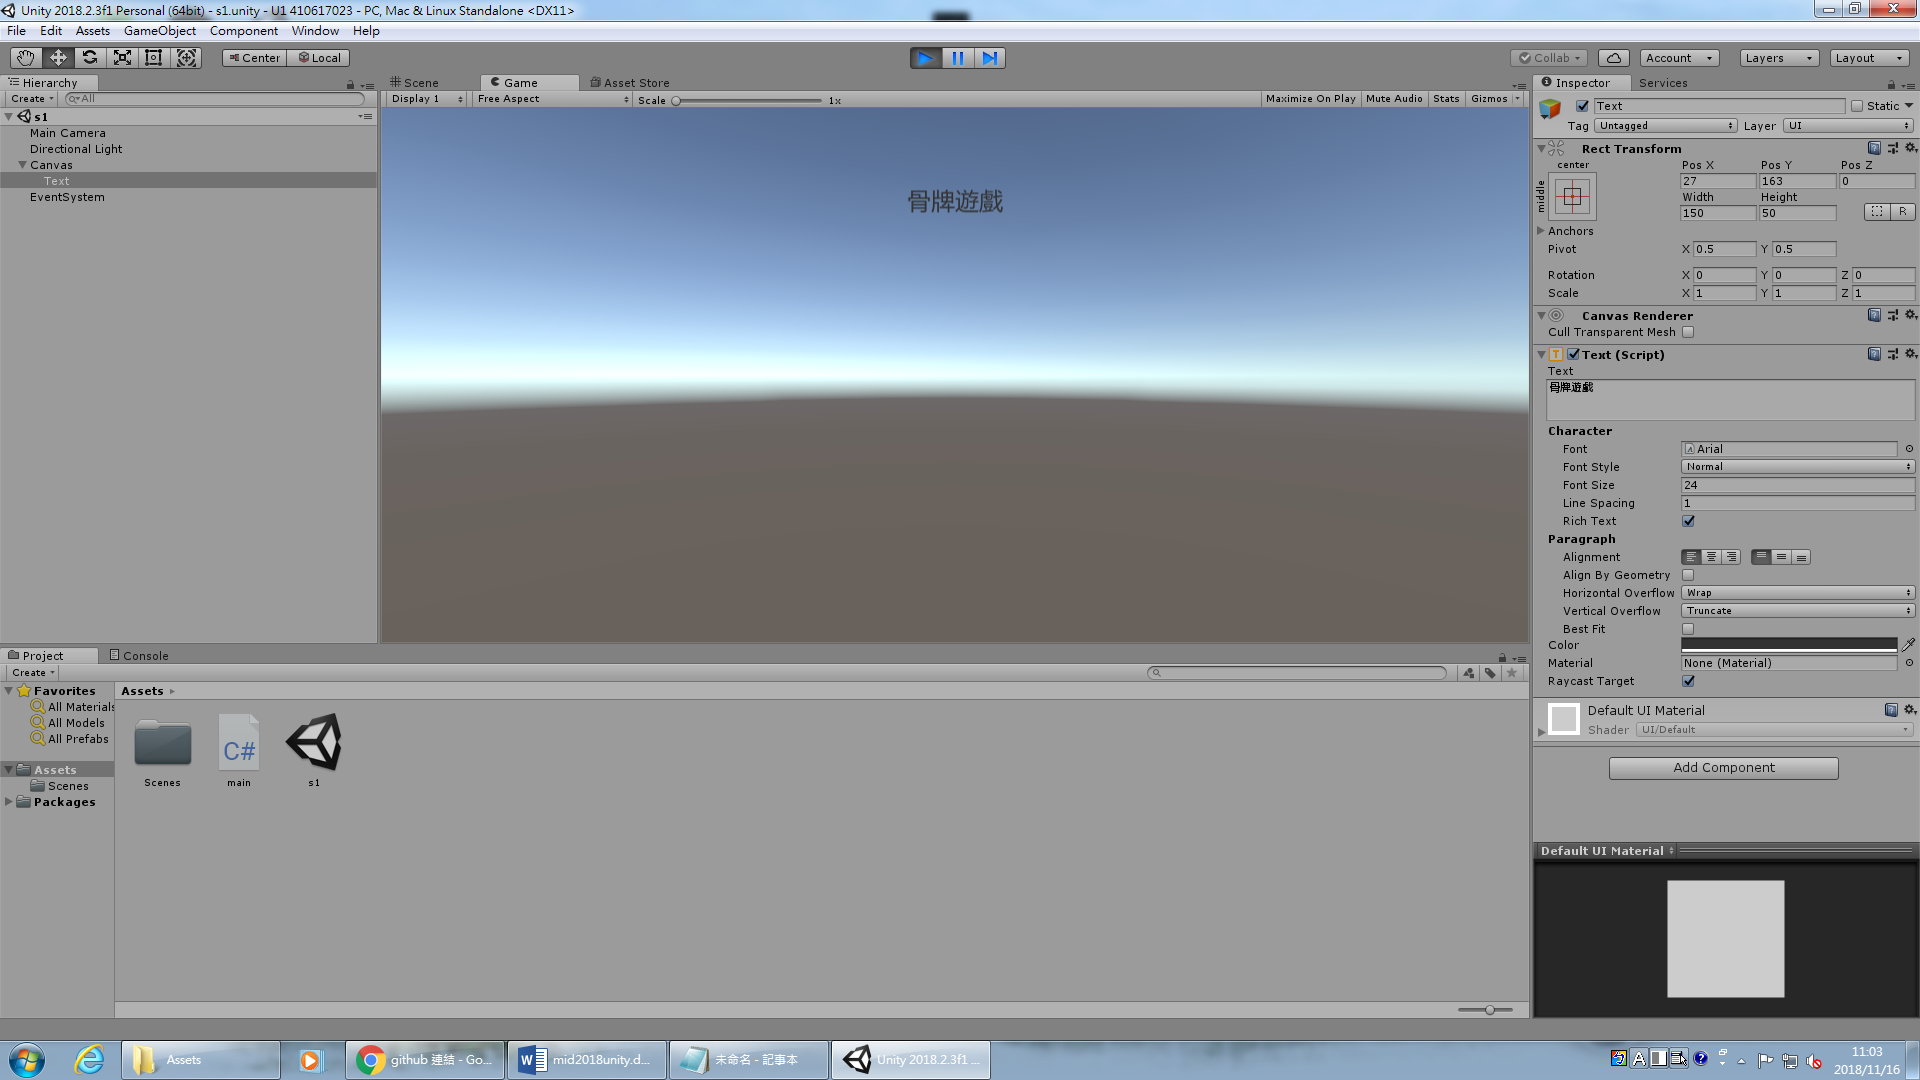 Unity 2018.2.3f1 Personal (64bit) - s1.unity - U1 410617023 - PC, Mac & Linux Standalone <DX11>
File Edit Assets GameObject Component Window Help
Center Local
Collab Account Layers Layout
Hierarchy
Create All
s1
Main Camera
Directional Light
Canvas
Text
EventSystem
Scene Game Asset Store
Display 1 Free Aspect Scale 1x Maximize On Play Mute Audio Stats Gizmos
骨牌遊戲
Inspector Services
Text Static
Tag Untagged Layer UI
Rect Transform
center
middle
Pos X Pos Y Pos Z
27 163 0
Width Height
150 50 R
Anchors
Pivot X 0.5 Y 0.5
Rotation X 0 Y 0 Z 0
Scale X 1 Y 1 Z 1
Canvas Renderer
Cull Transparent Mesh
Text (Script)
Text
骨牌遊戲
Character
Font Arial
Font Style Normal
Font Size 24
Line Spacing 1
Rich Text
Paragraph
Alignment
Align By Geometry
Horizontal Overflow Wrap
Vertical Overflow Truncate
Best Fit
Color
Material None (Material)
Raycast Target
Default UI Material
Shader UI/Default
Add Component
Default UI Material
Project Console
Create
Favorites
All Materials
All Models
All Prefabs
Assets
Scenes
Packages
Assets
C#
Scenes main s1
Assets github 連結 - Go... mid2018unity.d... 未命名 - 記事本 Unity 2018.2.3f1 ...
A
11:03
2018/11/16